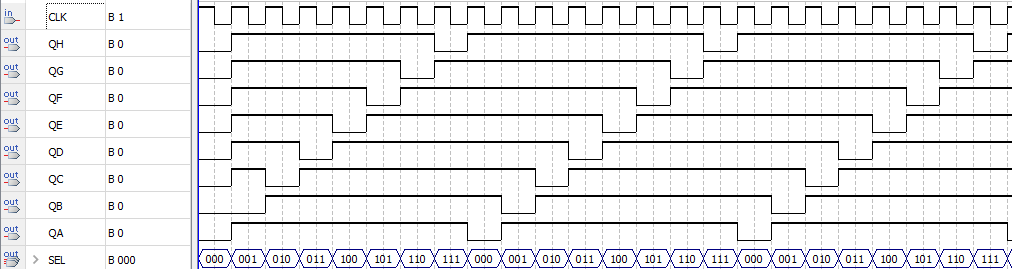 in CLK B 1
out QH B 0
out QG B 0
out QF B 0
out QE B 0
out QD B 0
out QC B 0
out QB B 0
out QA B 0
out > SEL B 000 000 001 010 011 100 101 110 111 000 001 010 011 100 101 110 111 000 001 010 011 100 101 110 111